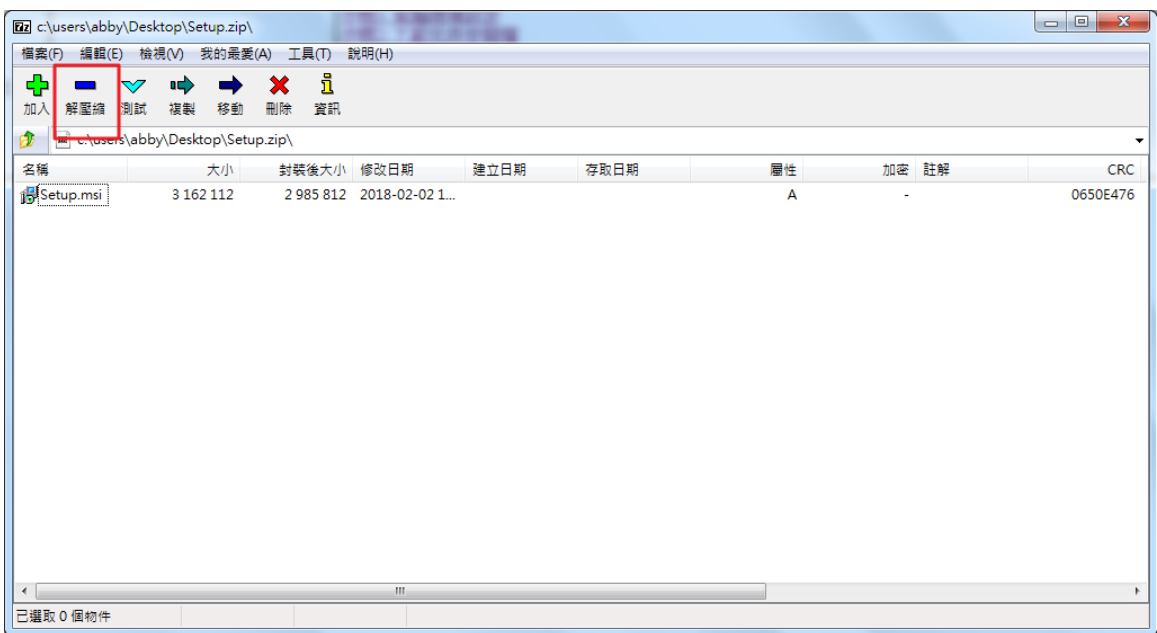 c:\users\abby\Desktop\Setup.zip\
檔案(F) 編輯(E) 檢視(V) 我的最愛(A) 工具(T) 說明(H)
加入 解壓縮 測試 複製 移動 刪除 資訊
c:\users\abby\Desktop\Setup.zip\
名稱 大小 封裝後大小 修改日期 建立日期 存取日期 屬性 加密 註解 CRC
Setup.msi 3 162 112 2 985 812 2018-02-02 1... A - 0650E476
已選取 0 個物件